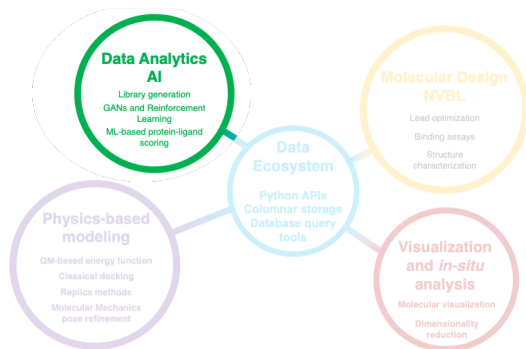 Data Analytics
AI
Library generation
GANs and Reinforcement
Learning
ML-based protein-ligand
scoring
Molecular Design
NVBL
Lead optimization
Binding assays
Structure
characterization
Data
Ecosystem
Python APIs
Columnar storage
Database query
tools
Physics-based
modeling
QM-based energy function
Classical docking
Replica methods
Molecular Mechanics
pose refinement
Visualization
and in-situ
analysis
Molecular visualization
Dimensionality
reduction